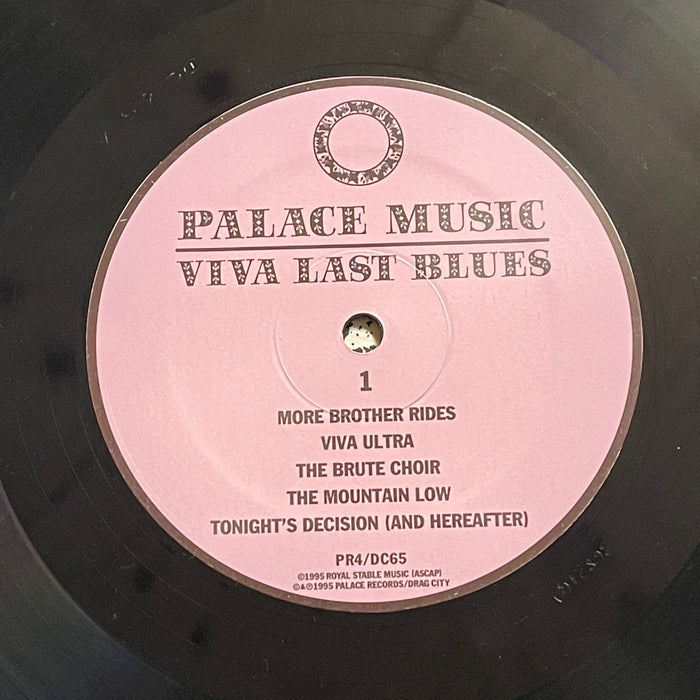 PALACE MUSIC
VIVA LAST BLUES
1
MORE BROTHER RIDES
VIVA ULTRA
THE BRUTE CHOIR
THE MOUNTAIN LOW
TONIGHT'S DECISION (AND HEREAFTER)
PR4/DC65
©1995 ROYAL STABLE MUSIC (ASCAP)
©&℗1995 PALACE RECORDS/DRAG CITY